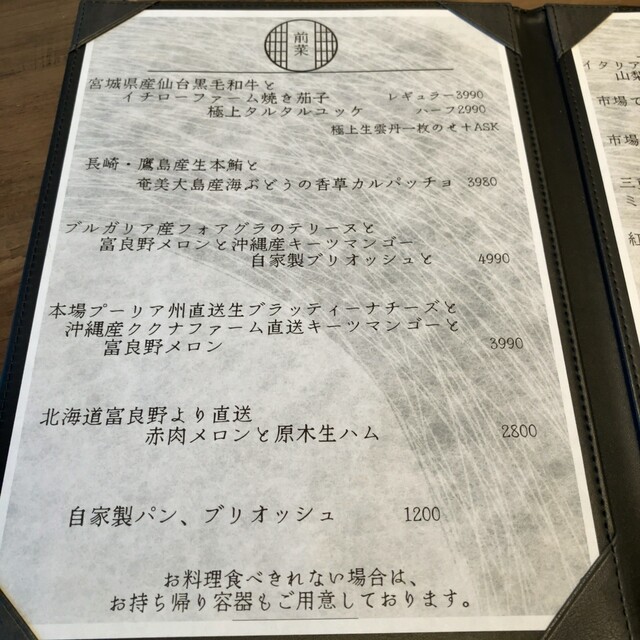 前菜
宮城県産仙台黒毛和牛と
イチローファーム焼き茄子 レギュラー3990
極上タルタルユッケ ハーフ2990
極上生雲丹一枚のせ＋ASK
長崎・鷹島産生本鮪と
奄美大島産海ぶどうの香草カルパッチョ 3980
ブルガリア産フォアグラのテリーヌと
富良野メロンと沖縄産キーツマンゴー
自家製ブリオッシュと 4990
本場プーリア州直送生ブラッティーナチーズと
沖縄産ククナファーム直送キーツマンゴーと
富良野メロン 3990
北海道富良野より直送
赤肉メロンと原木生ハム 2800
自家製パン、ブリオッシュ 1200
お料理食べきれない場合は、
お持ち帰り容器もご用意しております。
イタリア
市場
市場